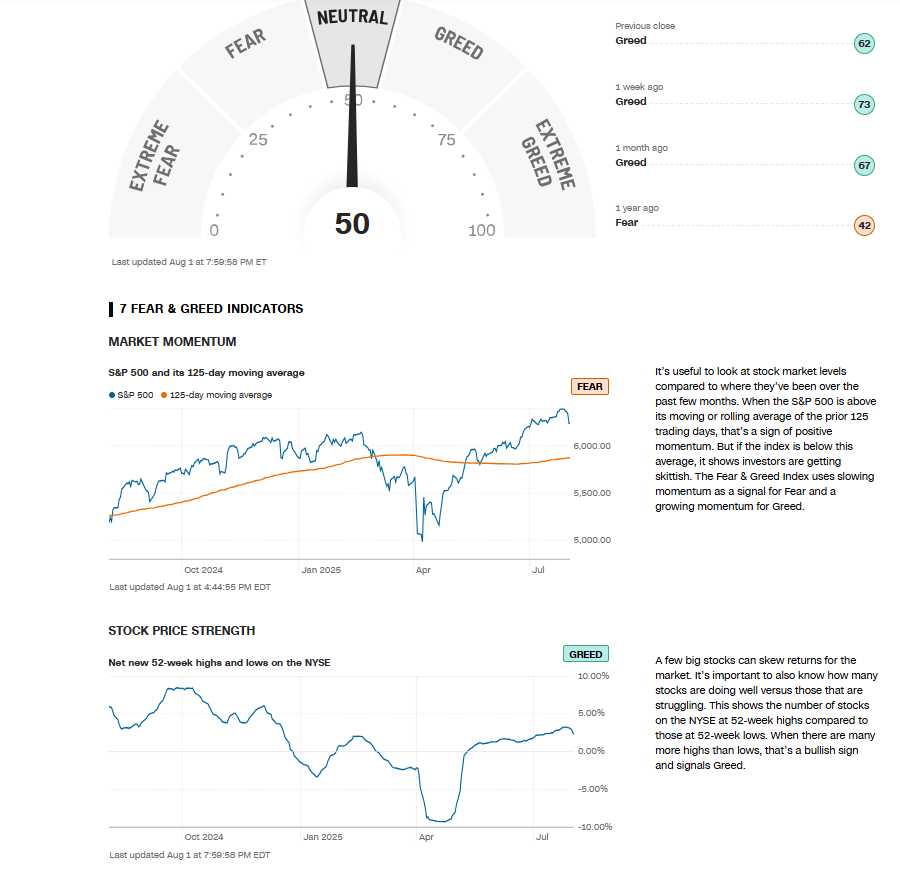 EXTREME FEAR
FEAR
NEUTRAL
GREED
EXTREME GREED
0
25
50
75
100
50
Last updated Aug 1 at 7:59:58 PM ET
Previous close
Greed
62
1 week ago
Greed
73
1 month ago
Greed
67
1 year ago
Fear
42
7 FEAR & GREED INDICATORS
MARKET MOMENTUM
S&P 500 and its 125-day moving average
FEAR
S&P 500
125-day moving average
6,000.00
5,500.00
5,000.00
Oct 2024
Jan 2025
Apr
Jul
Last updated Aug 1 at 4:44:55 PM EDT
It's useful to look at stock market levels
compared to where they've been over the
past few months. When the S&P 500 is above
its moving or rolling average of the prior 125
trading days, that's a sign of positive
momentum. But if the index is below this
average, it shows investors are getting
skittish. The Fear & Greed Index uses slowing
momentum as a signal for Fear and a
growing momentum for Greed.
STOCK PRICE STRENGTH
Net new 52-week highs and lows on the NYSE
GREED
10.00%
5.00%
0.00%
-5.00%
-10.00%
Oct 2024
Jan 2025
Apr
Jul
Last updated Aug 1 at 7:59:58 PM EDT
A few big stocks can skew returns for the
market. It's important to also know how many
stocks are doing well versus those that are
struggling. This shows the number of stocks
on the NYSE at 52-week highs compared to
those at 52-week lows. When there are many
more highs than lows, that's a bullish sign
and signals Greed.